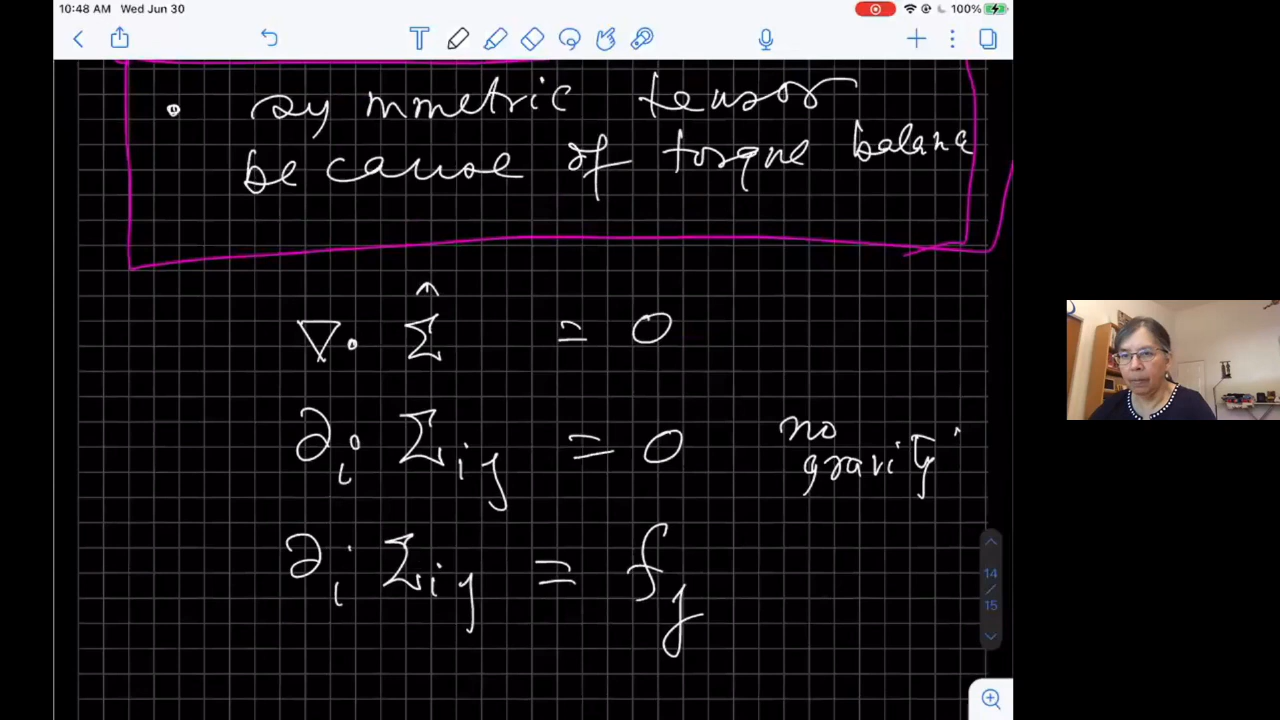 10:48 AM Wed Jun 30
100%
• symmetric tensor
because of torque balance
∇· Σ̂ = 0
∂i Σij = 0 no
gravity
∂i Σij = fj
14
/
15